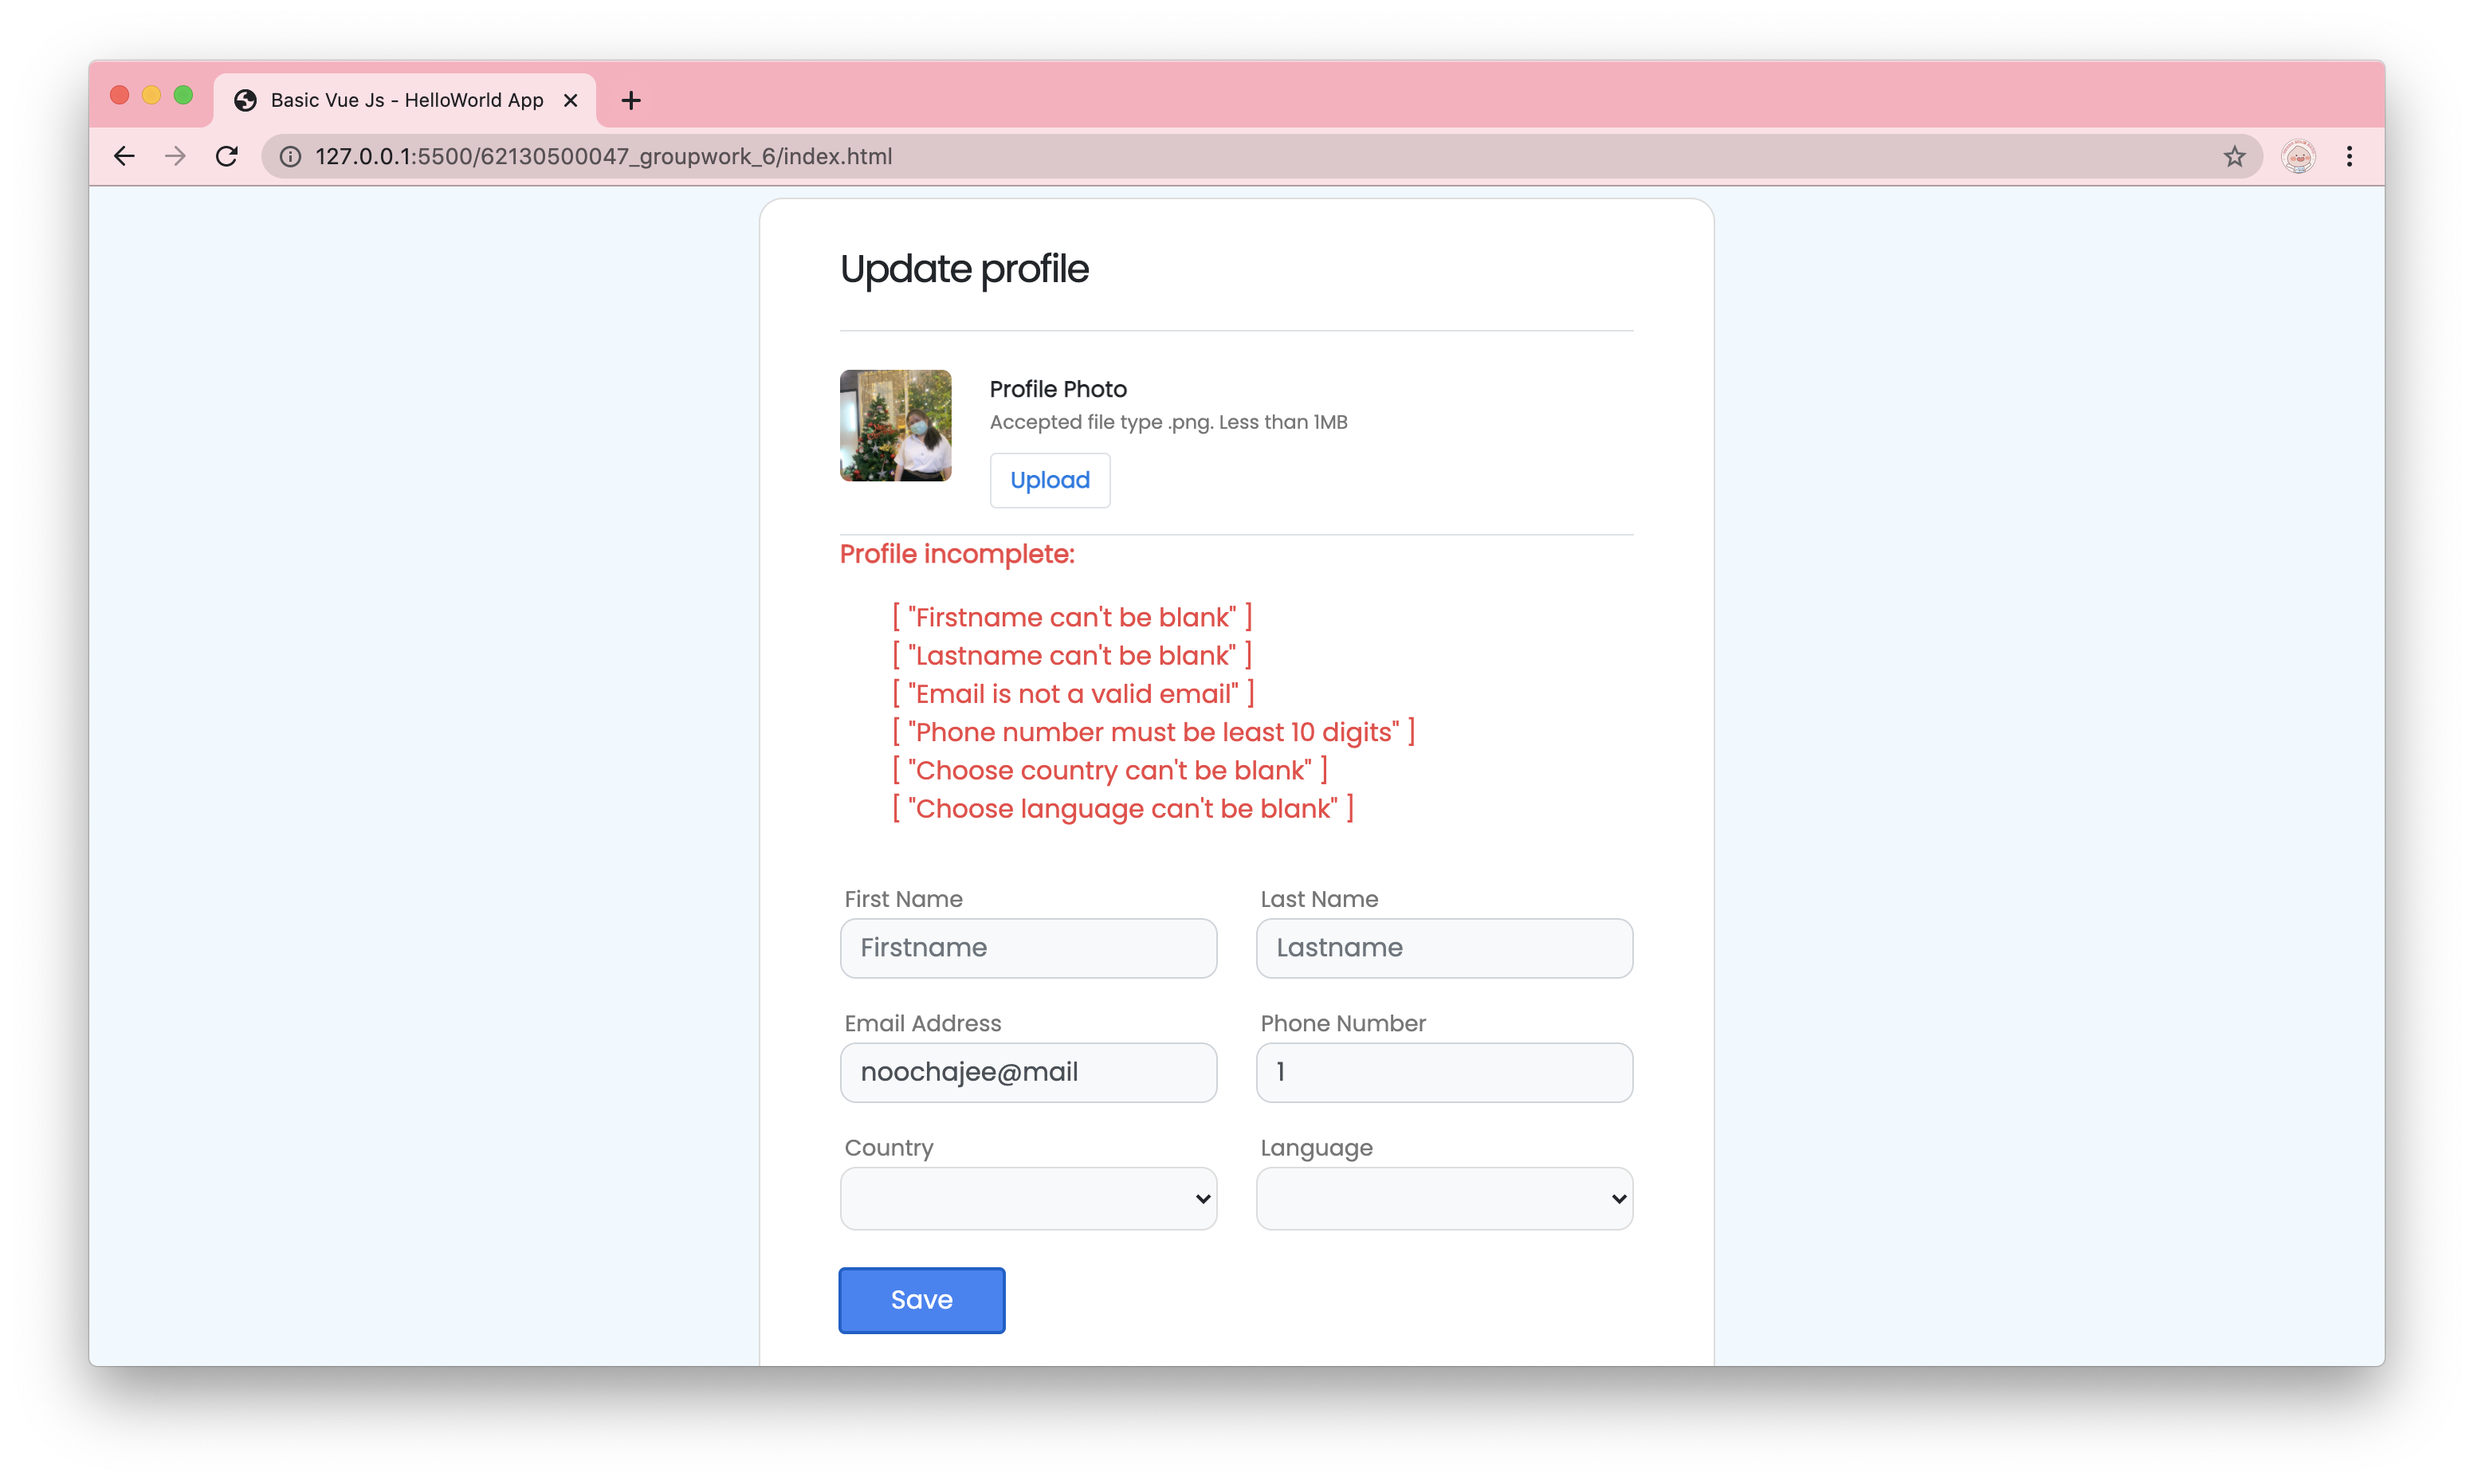 Basic Vue Js - HelloWorld App
127.0.0.1:5500/62130500047_groupwork_6/index.html
Update profile
Profile Photo
Accepted file type .png. Less than 1MB
Upload
Profile incomplete:
[ "Firstname can't be blank" ]
[ "Lastname can't be blank" ]
[ "Email is not a valid email" ]
[ "Phone number must be least 10 digits" ]
[ "Choose country can't be blank" ]
[ "Choose language can't be blank" ]
First Name Last Name
Firstname Lastname
Email Address Phone Number
noochajee@mail 1
Country Language
Save